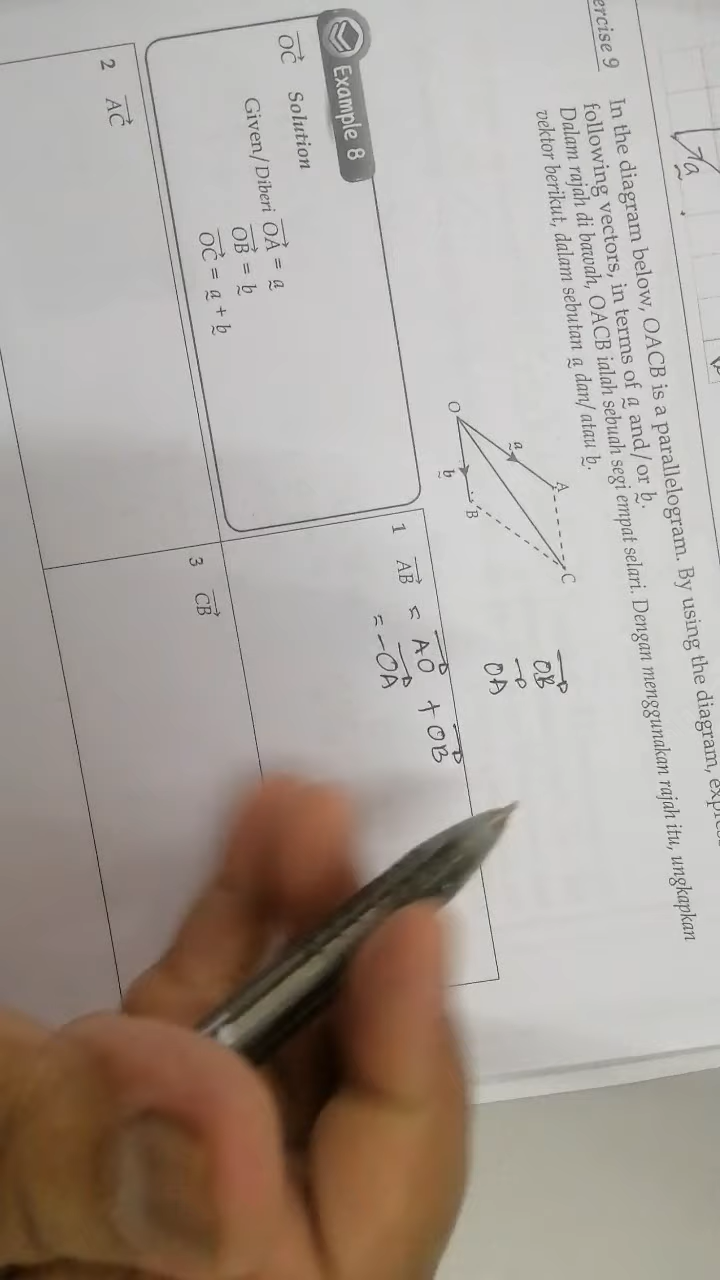 ercise 9
In the diagram below, OACB is a parallelogram. By using the diagram,
following vectors, in terms of a̰ and/or b̰.
Dalam rajah di bawah, OACB ialah sebuah segi empat selari. Dengan menggunakan rajah itu, ungkapkan
vektor berikut, dalam sebutan a̰ dan/atau b̰.
a̰
A
C
a
O
b̰
B
OB→
OA→
Example 8
OC→ Solution
Given/Diberi OA→ = a̰
OB→ = b̰
OC→ = a̰ + b̰
1 AB→ = AO→ + OB→
= -OA→
2 AC→
3 CB→